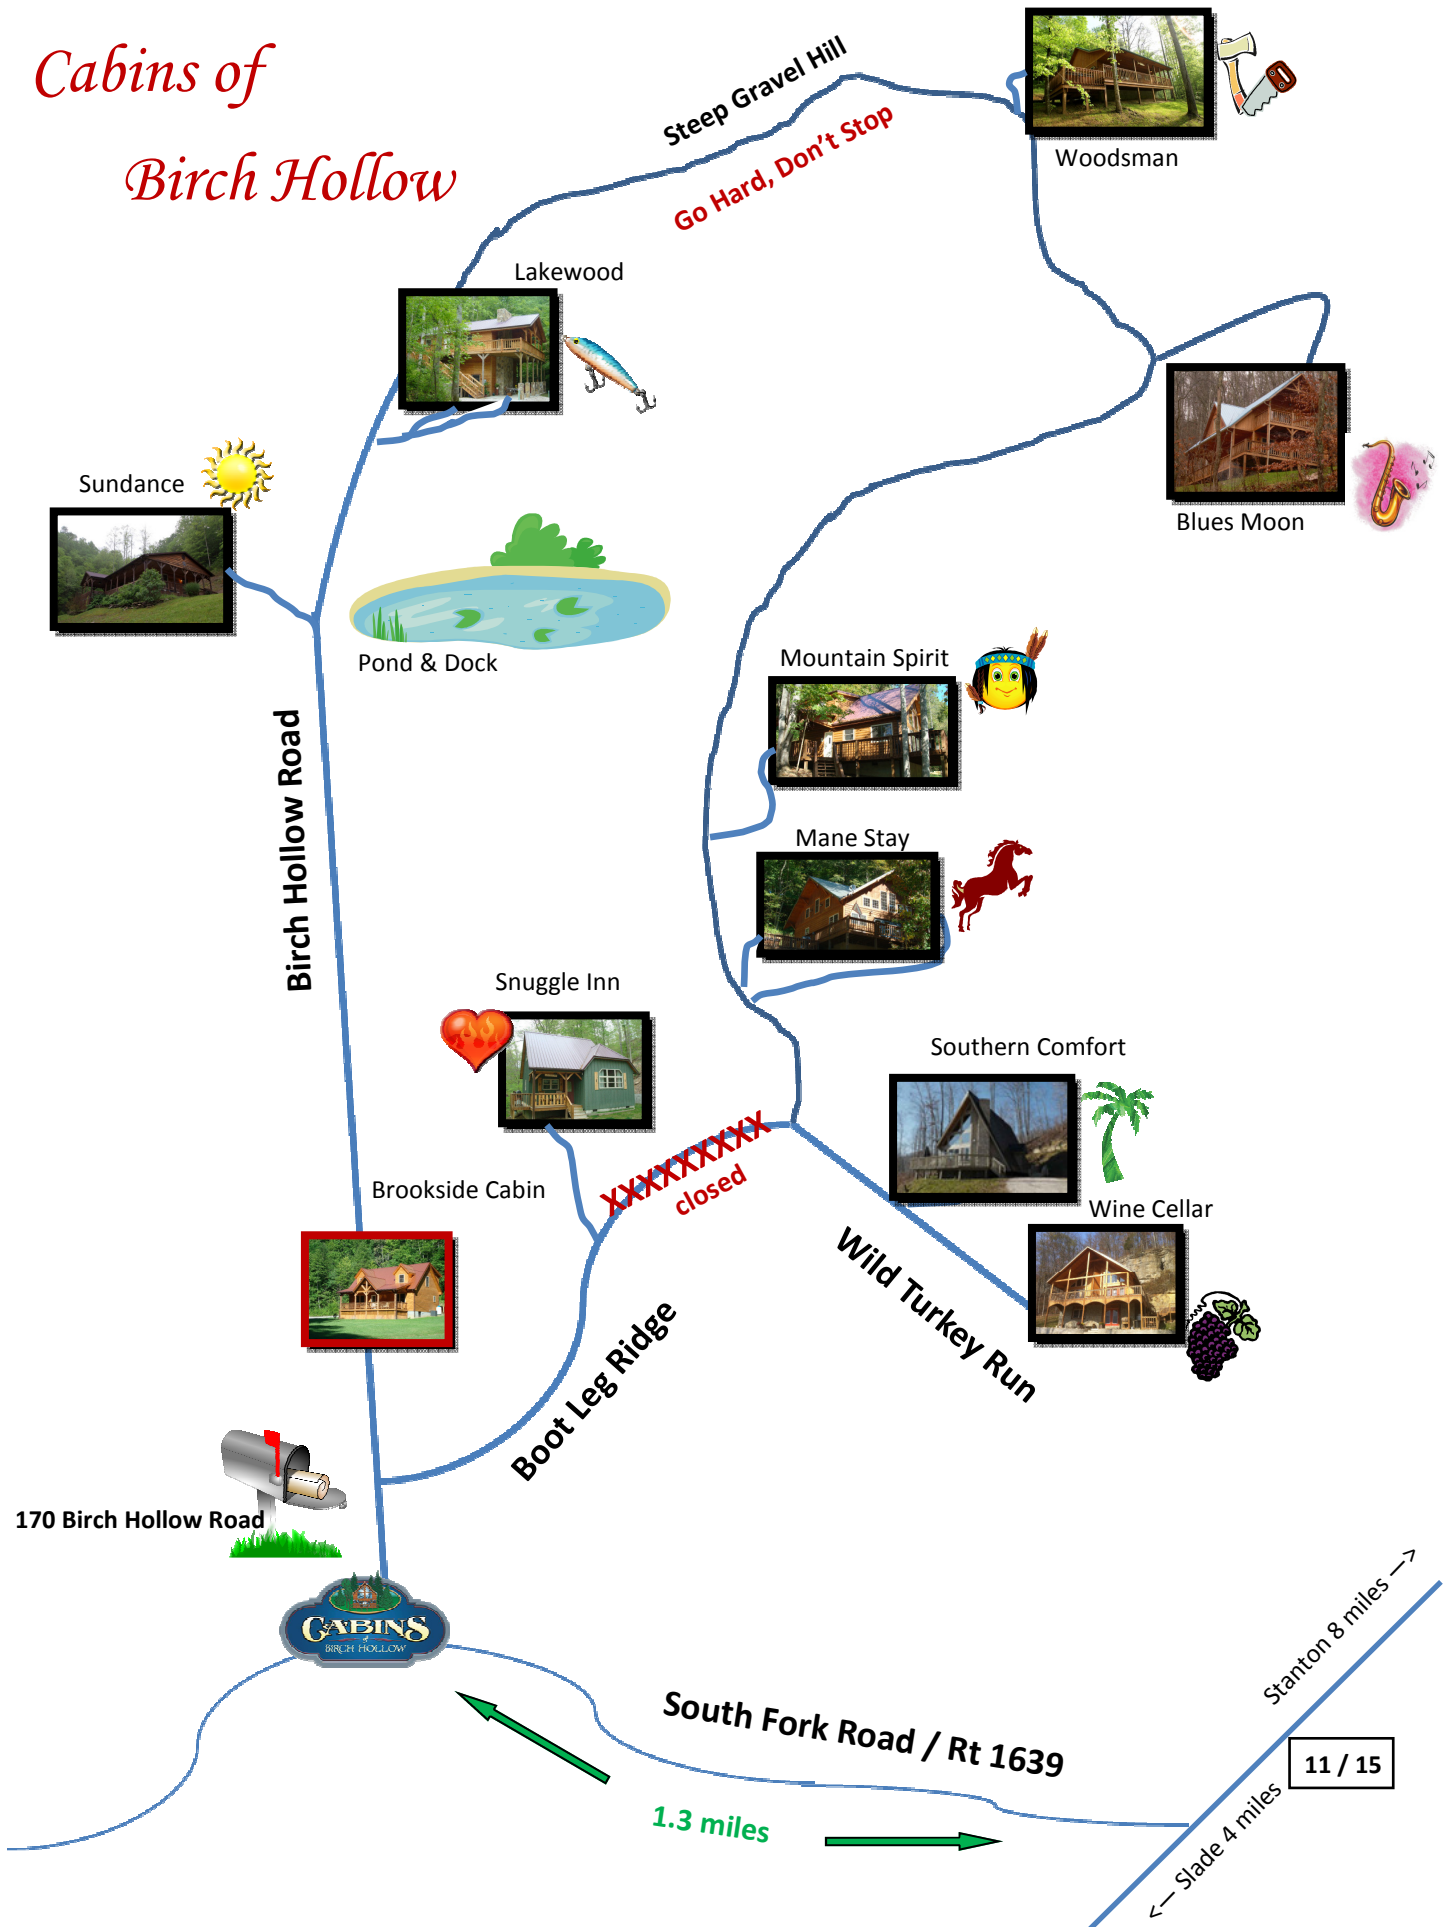 Cabins of
Birch Hollow
Steep Gravel Hill
Go Hard, Don't Stop
Woodsman
Lakewood
Sundance
Blues Moon
Pond & Dock
Mountain Spirit
Birch Hollow Road
Mane Stay
Snuggle Inn
Southern Comfort
XXXXXXXXX
closed
Brookside Cabin
Wine Cellar
Wild Turkey Run
Boot Leg Ridge
170 Birch Hollow Road
CABINS
of
BIRCH HOLLOW
Stanton 8 miles -->
South Fork Road / Rt 1639
11 / 15
1.3 miles
<-- Slade 4 miles